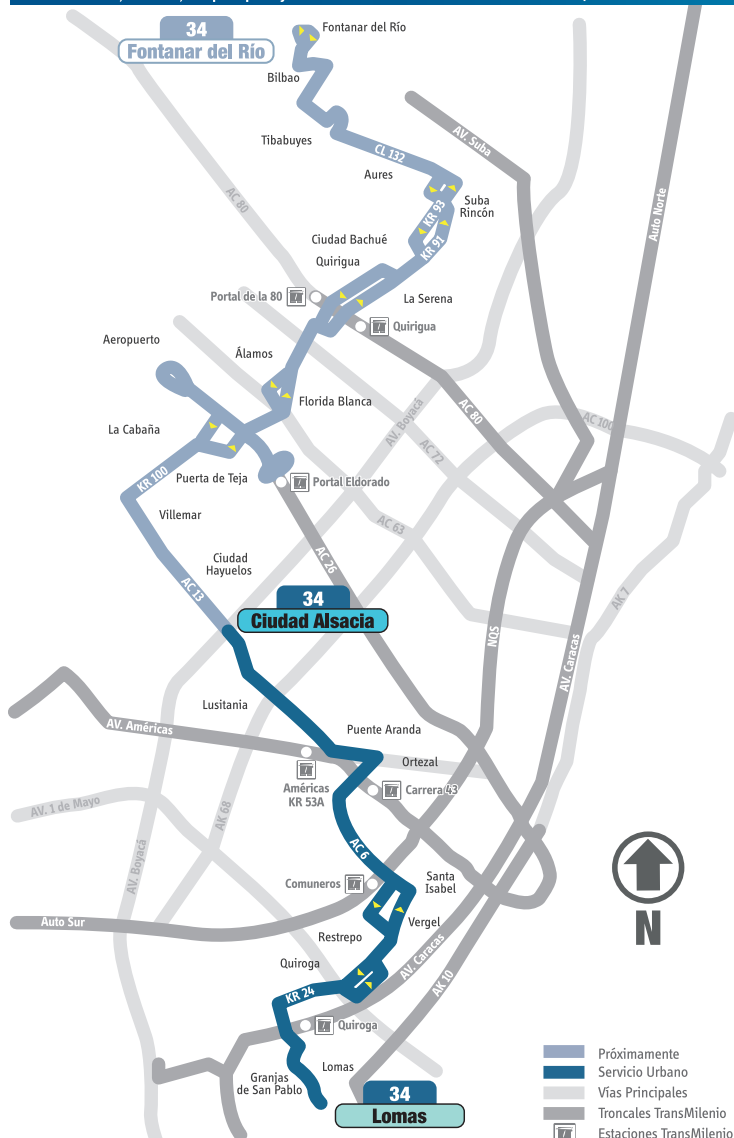 34
Fontanar del Río
Fontanar del Río
Bilbao
Tibabuyes
CL 132
AV. Suba
Aures
AC 80
Suba
Rincón
KR 93
Auto Norte
Ciudad Bachué
KR 91
Quirigua
Portal de la 80
La Serena
Quirigua
Aeropuerto
Álamos
Florida Blanca
AV. Boyacá
AC 80
AC 100
La Cabaña
AC 72
KR 100
Puerta de Teja
Portal Eldorado
Villemar
AC 63
Ciudad
Hayuelos
AC 26
AC 13
34
Ciudad Alsacia
AK 7
NQS
AV. Caracas
Lusitania
AV. Américas
Puente Aranda
Ortezal
Américas
KR 53A
Carrera 43
AV. 1 de Mayo
AK 68
AC 6
AV. Boyacá
Comuneros
Santa
Isabel
Auto Sur
Vergel
Restrepo
AV. Caracas
Quiroga
AK 10
N
KR 24
Quiroga
Lomas
Granjas
de San Pablo
34
Lomas
Próximamente
Servicio Urbano
Vías Principales
Troncales TransMilenio
Estaciones TransMilenio